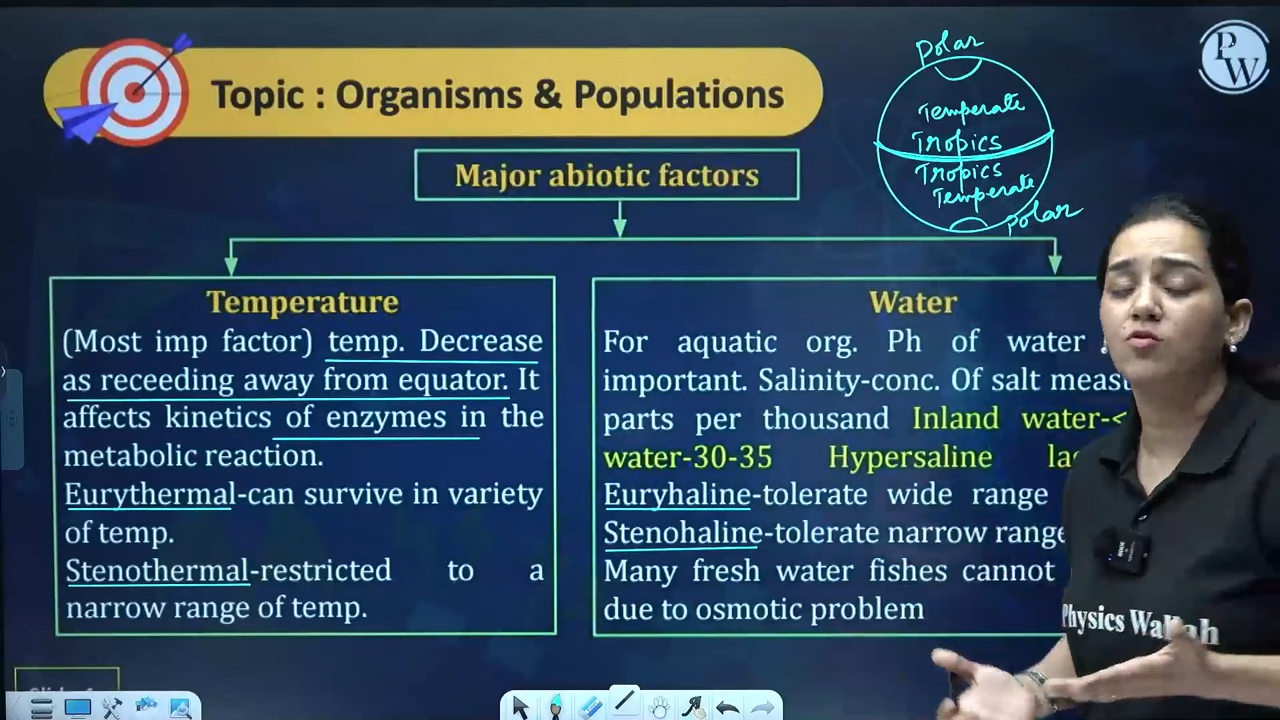 Topic : Organisms & Populations
PW
Polar
Temperate
Tropics
Tropics
Temperate
Polar
Major abiotic factors
Temperature
(Most imp factor) temp. Decrease
as receeding away from equator. It
affects kinetics of enzymes in the
metabolic reaction.
Eurythermal-can survive in variety
of temp.
Stenothermal-restricted to a
narrow range of temp.
Water
For aquatic org. Ph of water
important. Salinity-conc. Of salt
parts per thousand Inland water-<
water-30-35 Hypersaline
Euryhaline-tolerate wide range
Stenohaline-tolerate narrow range
Many fresh water fishes cannot
due to osmotic problem
Physics Wallah